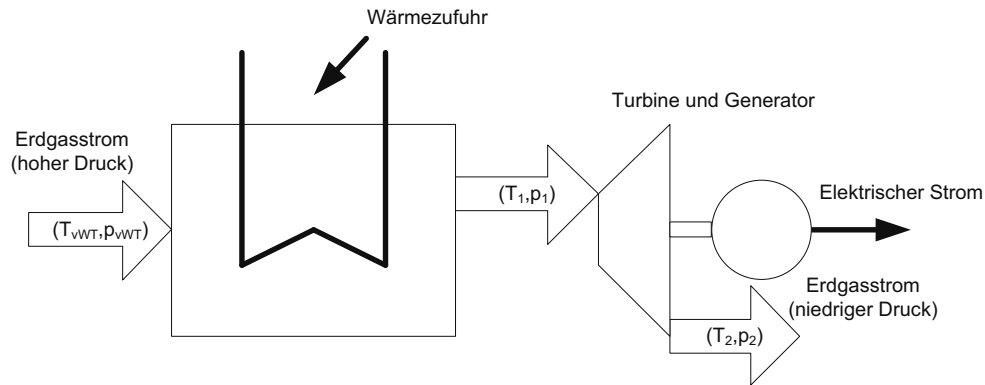 Wärmezufuhr
Turbine und Generator
Erdgasstrom
(hoher Druck)
(TvWT,pvWT)
(T1,p1)
Elektrischer Strom
Erdgasstrom
(niedriger Druck)
(T2,p2)